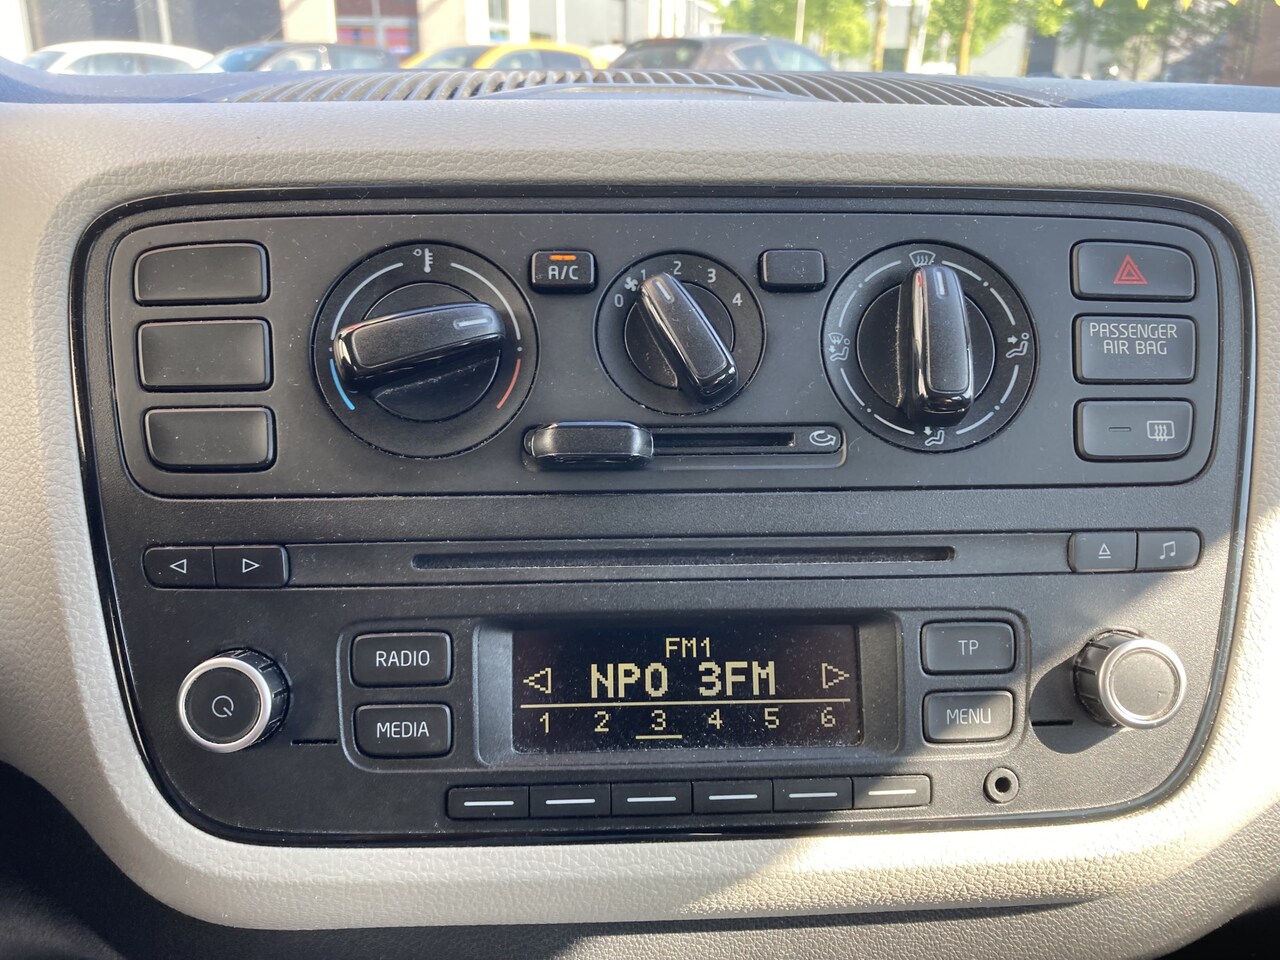 A/C
0 1 2 3 4
PASSENGER
AIR BAG
RADIO
MEDIA
FM1
NPO 3FM
1 2 3 4 5 6
TP
MENU